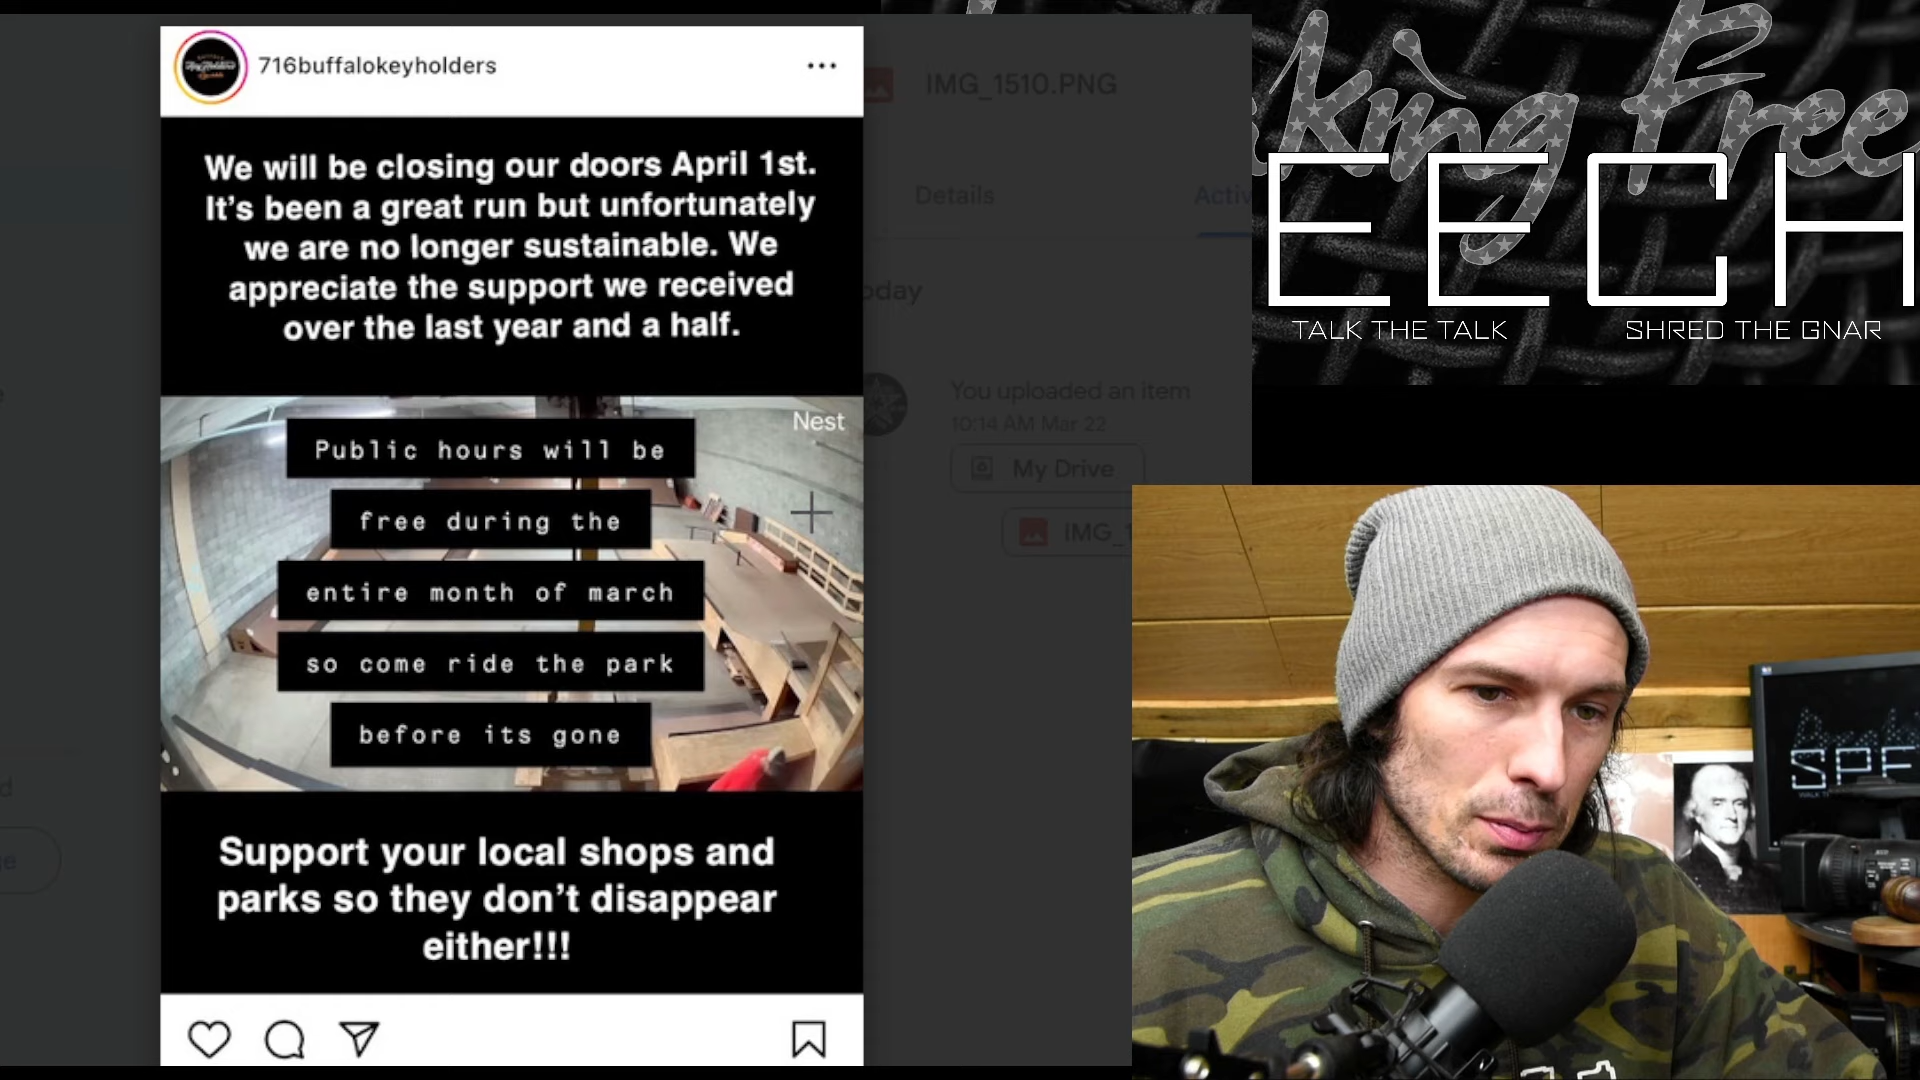 716buffalokeyholders
We will be closing our doors April 1st.
It's been a great run but unfortunately
we are no longer sustainable. We
appreciate the support we received
over the last year and a half.
Nest
Public hours will be
free during the
entire month of march
so come ride the park
before its gone
Support your local shops and
parks so they don't disappear
either!!!
IMG_1510.PNG
Details
You uploaded an item
10:14 AM Mar 22
My Drive
king Free
EECH
TALK THE TALK
SHRED THE GNAR